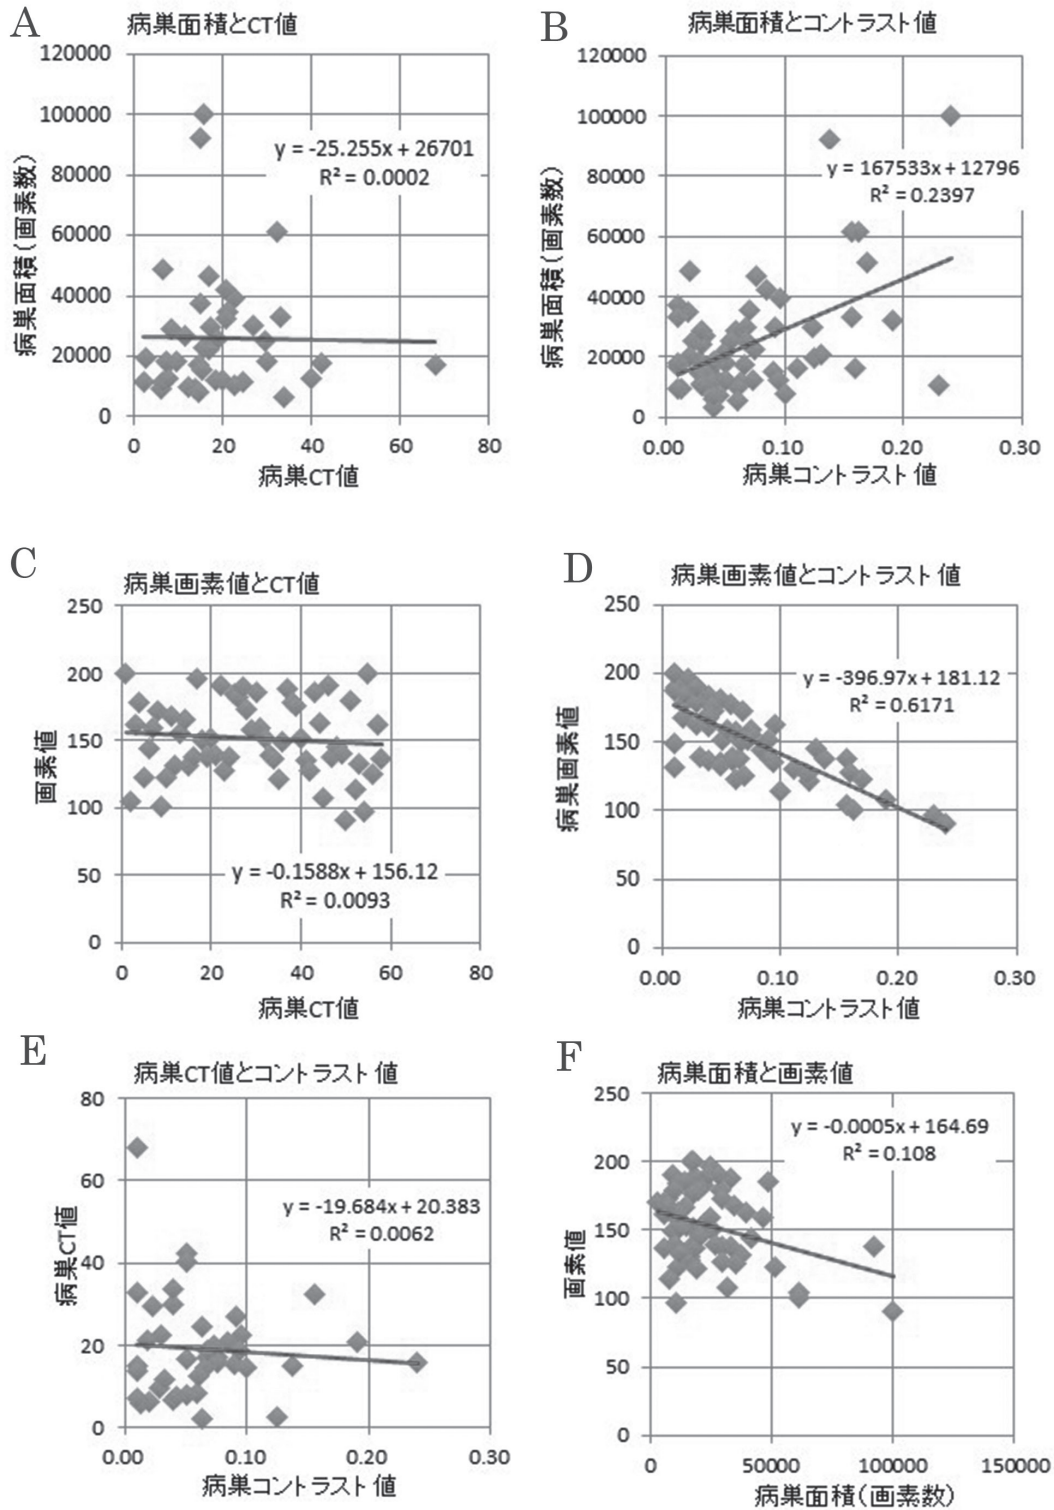 A
病巣面積とCT値
120000
100000
80000
60000
40000
20000
0
病巣面積(画素数)
y = -25.255x + 26701
R² = 0.0002
0 20 40 60 80
病巣CT値
B
病巣面積とコントラスト値
120000
100000
80000
60000
40000
20000
0
病巣面積(画素数)
y = 167533x + 12796
R² = 0.2397
0.00 0.10 0.20 0.30
病巣コントラスト値
C
病巣画素値とCT値
250
200
150
100
50
0
画素値
y = -0.1588x + 156.12
R² = 0.0093
0 20 40 60 80
病巣CT値
D
病巣画素値とコントラスト値
250
200
150
100
50
0
病巣画素値
y = -396.97x + 181.12
R² = 0.6171
0.00 0.10 0.20 0.30
病巣コントラスト値
E
病巣CT値とコントラスト値
80
60
40
20
0
病巣CT値
y = -19.684x + 20.383
R² = 0.0062
0.00 0.10 0.20 0.30
病巣コントラスト値
F
病巣面積と画素値
250
200
150
100
50
0
画素値
y = -0.0005x + 164.69
R² = 0.108
0 50000 100000 150000
病巣面積(画素数)